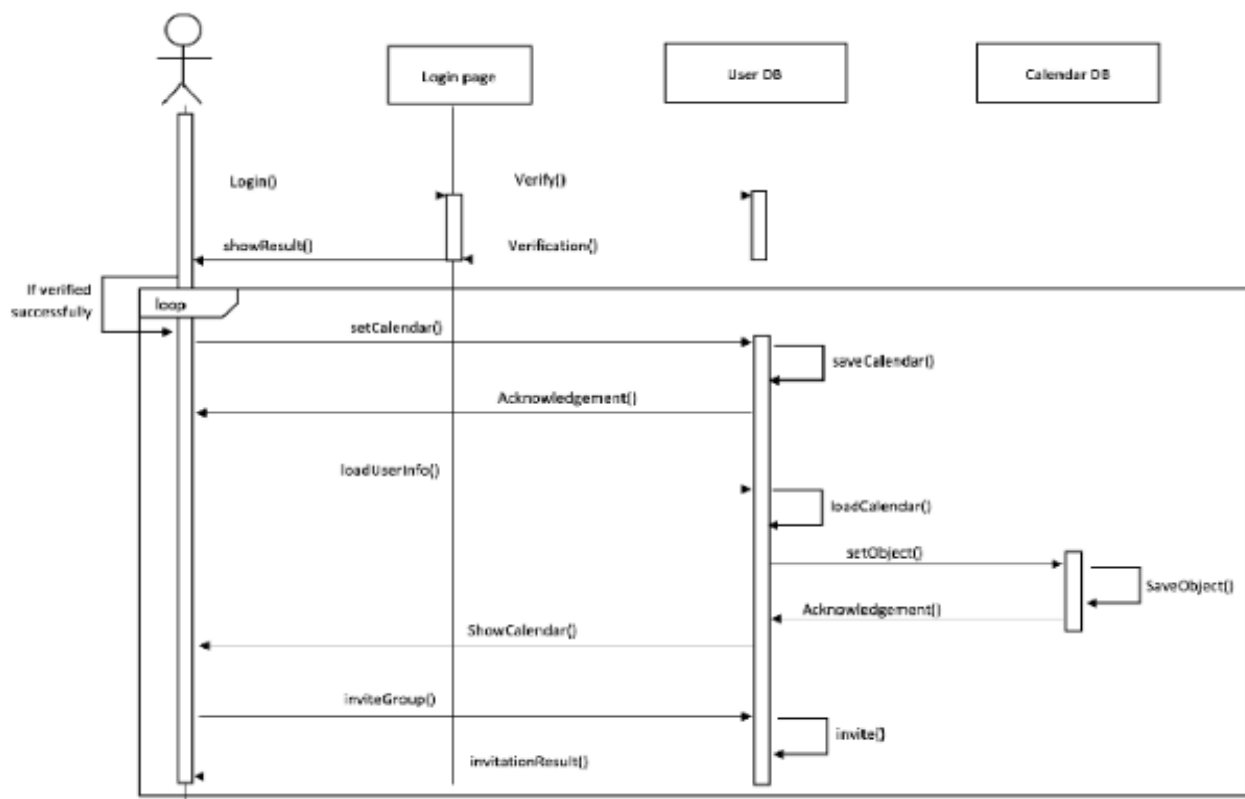 Login page
User DB
Calendar DB
Login()
Verify()
showResult()
Verification()
If verified
successfully
loop
setCalendar()
saveCalendar()
Acknowledgement()
loadUserInfo()
loadCalendar()
setObject()
SaveObject()
Acknowledgement()
ShowCalendar()
inviteGroup()
invite()
invitationResult()